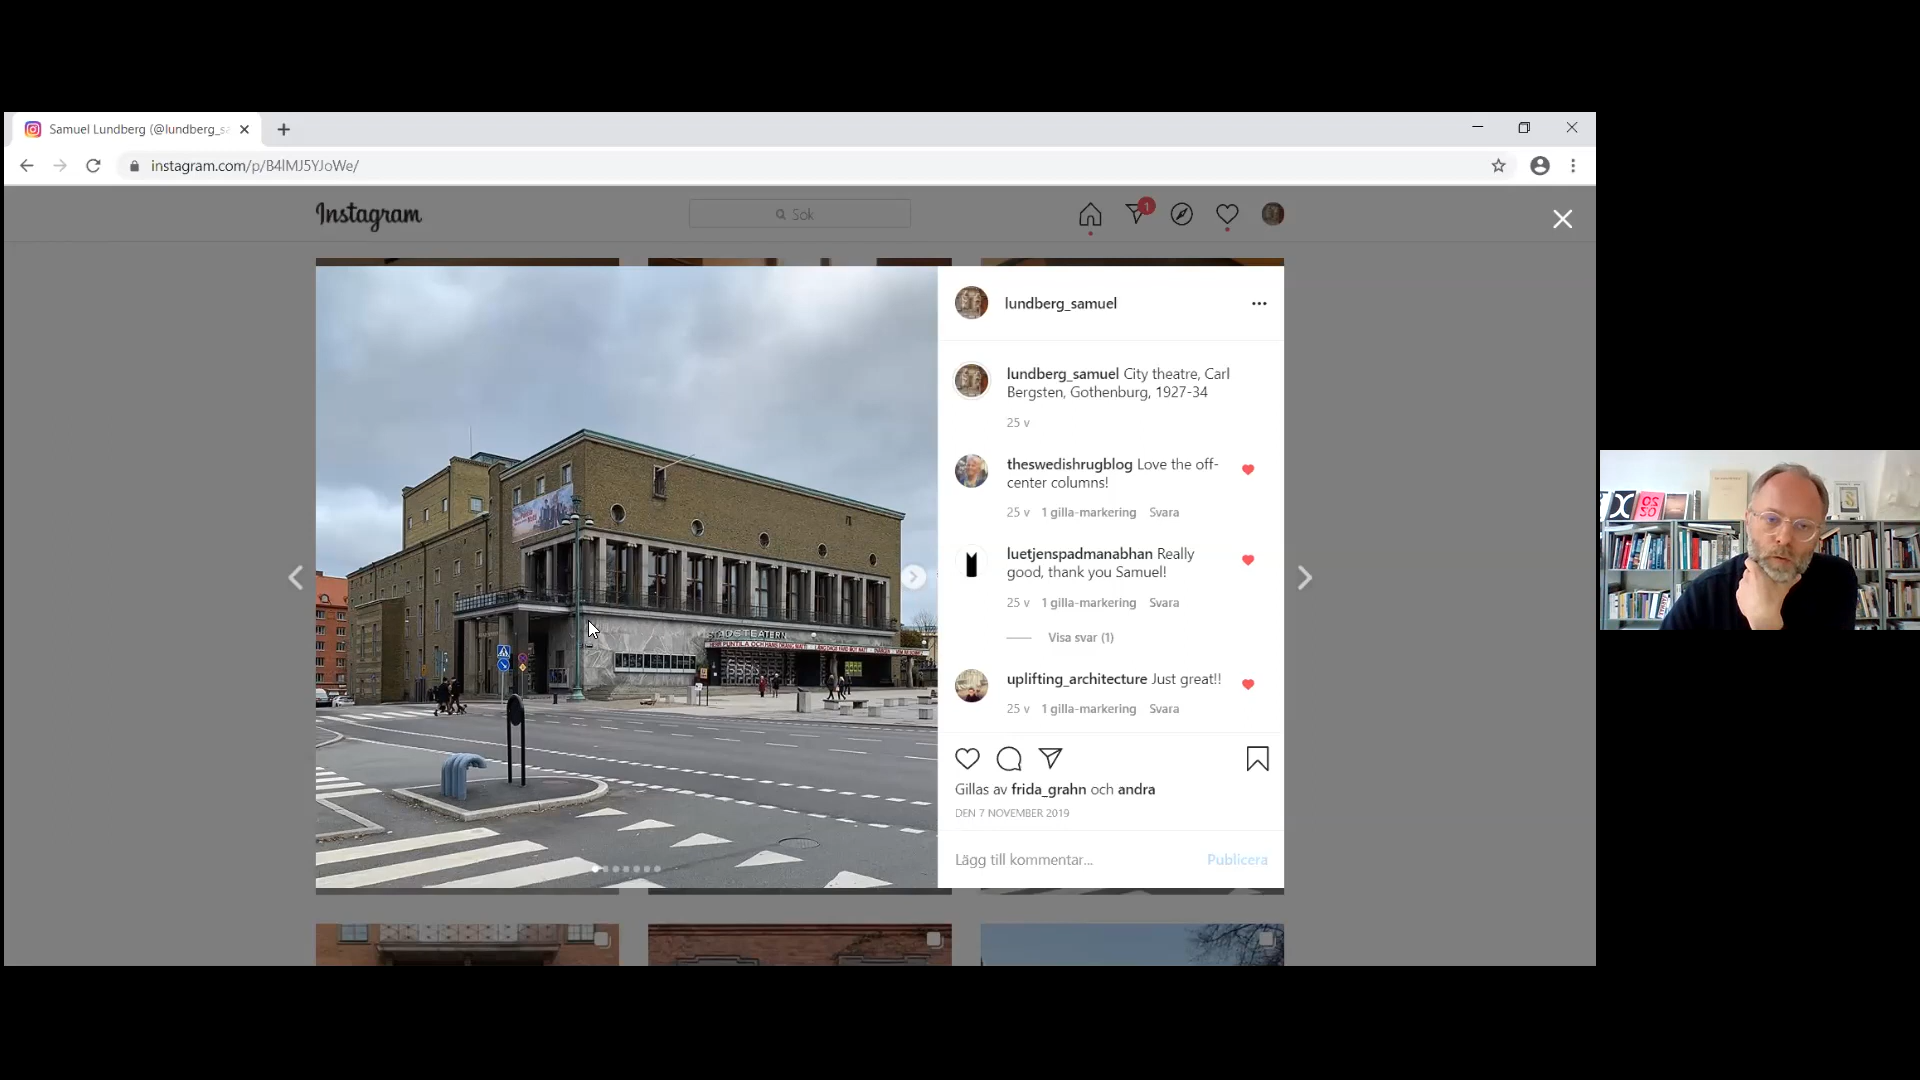 Samuel Lundberg (@lundberg_sa
instagram.com/p/B4lMJ5YJoWe/
Instagram
Sök
1
lundberg_samuel
lundberg_samuel City theatre, Carl
Bergsten, Gothenburg, 1927-34
25 v
theswedishrugblog Love the off-
center columns!
25 v 1 gilla-markering Svara
luetjenspadmanabhan Really
good, thank you Samuel!
25 v 1 gilla-markering Svara
Visa svar (1)
uplifting_architecture Just great!!
25 v 1 gilla-markering Svara
Gillas av frida_grahn och andra
DEN 7 NOVEMBER 2019
Lägg till kommentar...
Publicera
STADSTEATERN